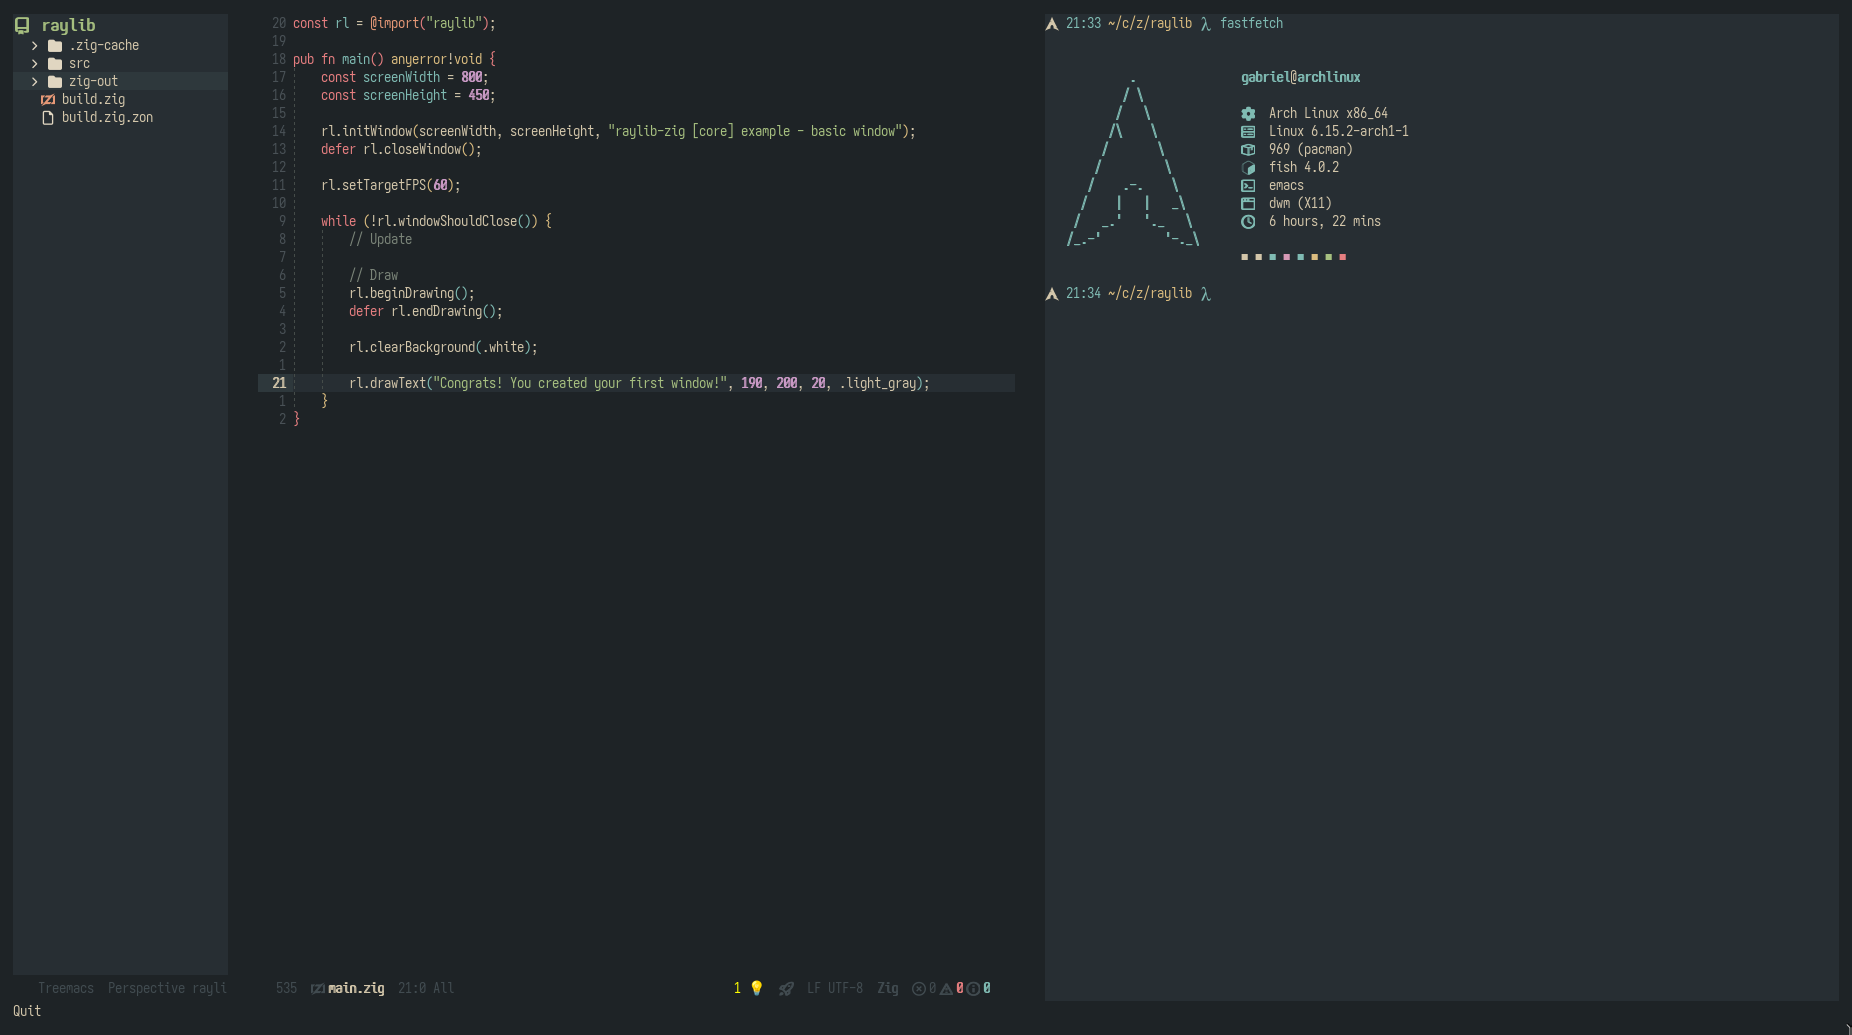 raylib
.zig-cache
src
zig-out
build.zig
build.zig.zon
20 const rl = @import("raylib");
19
18 pub fn main() anyerror!void {
17 const screenWidth = 800;
16 const screenHeight = 450;
15
14 rl.initWindow(screenWidth, screenHeight, "raylib-zig [core] example - basic window");
13 defer rl.closeWindow();
12
11 rl.setTargetFPS(60);
10
9 while (!rl.windowShouldClose()) {
8 // Update
7
6 // Draw
5 rl.beginDrawing();
4 defer rl.endDrawing();
3
2 rl.clearBackground(.white);
1
21 rl.drawText("Congrats! You created your first window!", 190, 200, 20, .light_gray);
1 }
2 }
21:33 ~/c/z/raylib λ fastfetch
gabriel@archlinux
Arch Linux x86_64
Linux 6.15.2-arch1-1
969 (pacman)
fish 4.0.2
emacs
dwm (X11)
6 hours, 22 mins
21:34 ~/c/z/raylib λ
Treemacs Perspective rayli
535 main.zig 21:0 All
1 LF UTF-8 Zig 0 0 0
Quit